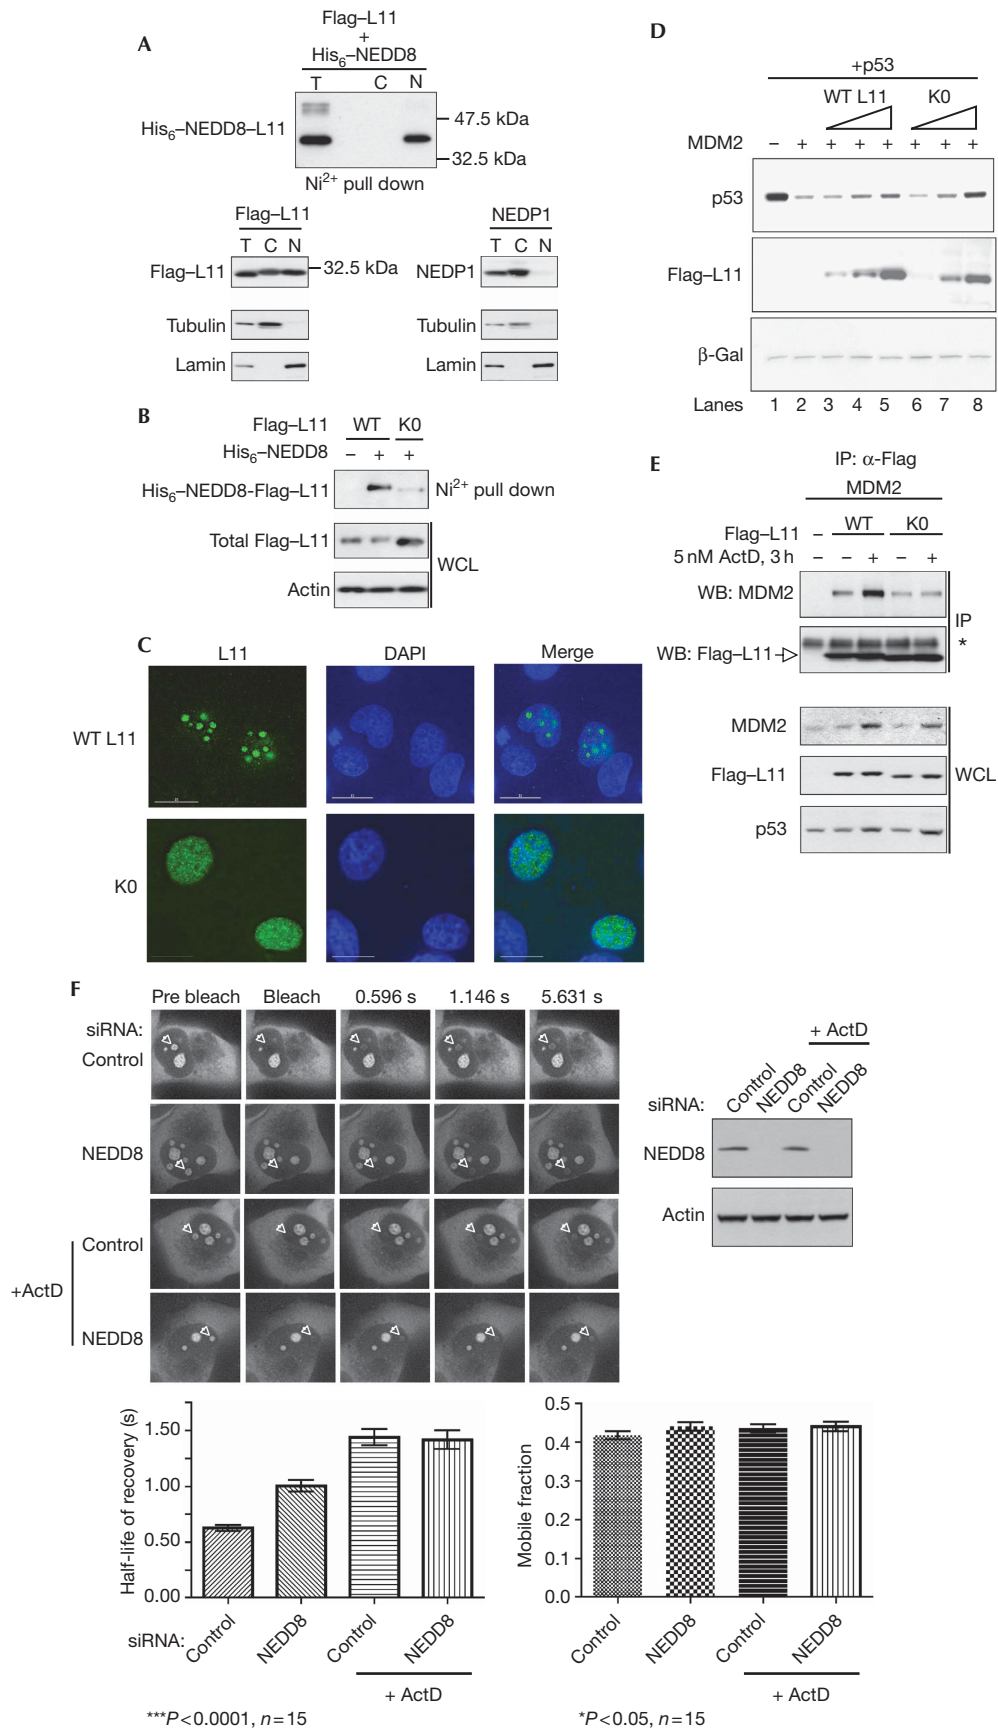 A
Flag–L11
+
His6–NEDD8
T C N
His6–NEDD8–L11
47.5 kDa
32.5 kDa
Ni2+ pull down
Flag–L11
T C N
Flag–L11
32.5 kDa
Tubulin
Lamin
NEDP1
T C N
NEDP1
Tubulin
Lamin
B
Flag–L11 WT K0
His6–NEDD8 – + +
His6–NEDD8-Flag–L11
Ni2+ pull down
Total Flag–L11
Actin
WCL
C
L11 DAPI Merge
WT L11
K0
D
+p53
WT L11 K0
MDM2 – + + + + + + +
p53
Flag–L11
β-Gal
Lanes 1 2 3 4 5 6 7 8
E
IP: α-Flag
MDM2
Flag–L11 – WT K0
5 nM ActD, 3 h – – + – +
WB: MDM2
WB: Flag–L11
*
IP
MDM2
Flag–L11
p53
WCL
F
Pre bleach Bleach 0.596 s 1.146 s 5.631 s
siRNA:
Control
NEDD8
+ActD
Control
NEDD8
+ ActD
siRNA: Control NEDD8 Control NEDD8
NEDD8
Actin
Half-life of recovery (s)
1.50
1.00
0.50
0.00
siRNA: Control NEDD8 Control NEDD8
+ ActD
***P<0.0001, n=15
Mobile fraction
0.5
0.4
0.3
0.2
0.1
0.0
Control NEDD8 Control NEDD8
+ ActD
*P<0.05, n=15